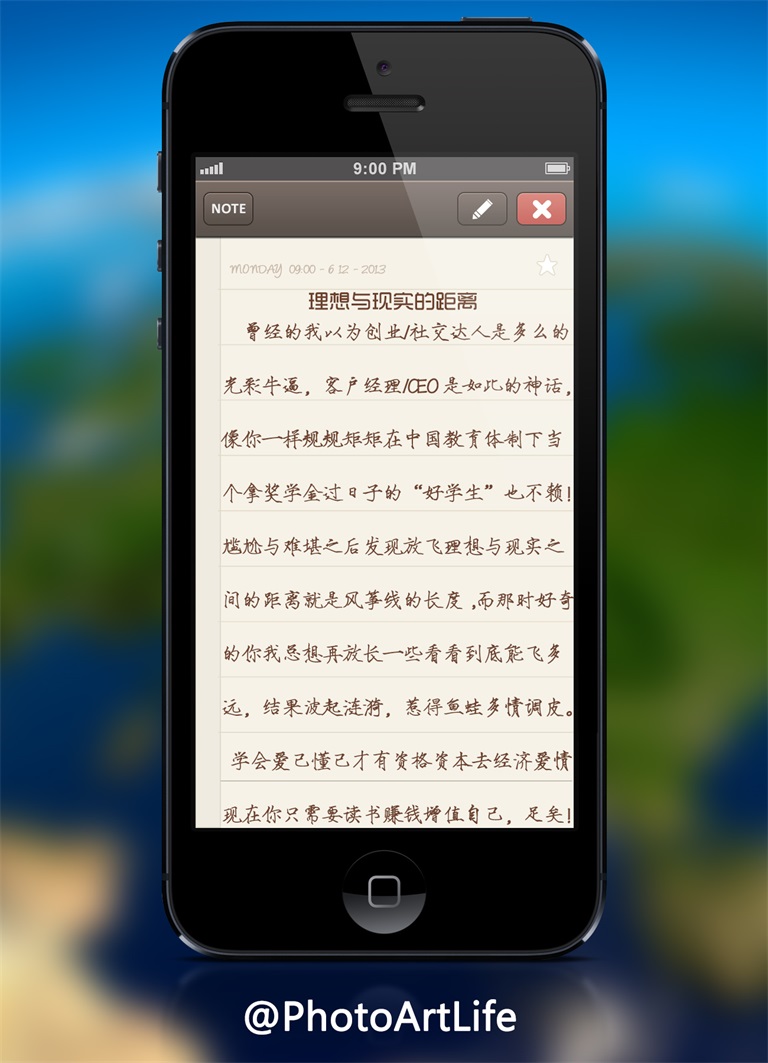 9:00 PM
NOTE
MONDAY 09:00 - 6 12 - 2013
理想与现实的距离
曾经的我以为创业/社交达人是多么的
光彩牛逼，客户经理/CEO 是如此的神话，
像你一样规规矩矩在中国教育体制下当
个拿奖学金过日子的“好学生”也不赖！
尴尬与难堪之后发现放飞理想与现实之
间的距离就是风筝线的长度，而那时好奇
的你我总想再放长一些看看到底能飞多
远，结果波起涟漪，惹得鱼蛙多情调皮。
学会爱己懂己才有资格资本去经济爱情
现在你只需要读书赚钱增值自己，足矣！
@PhotoArtLife